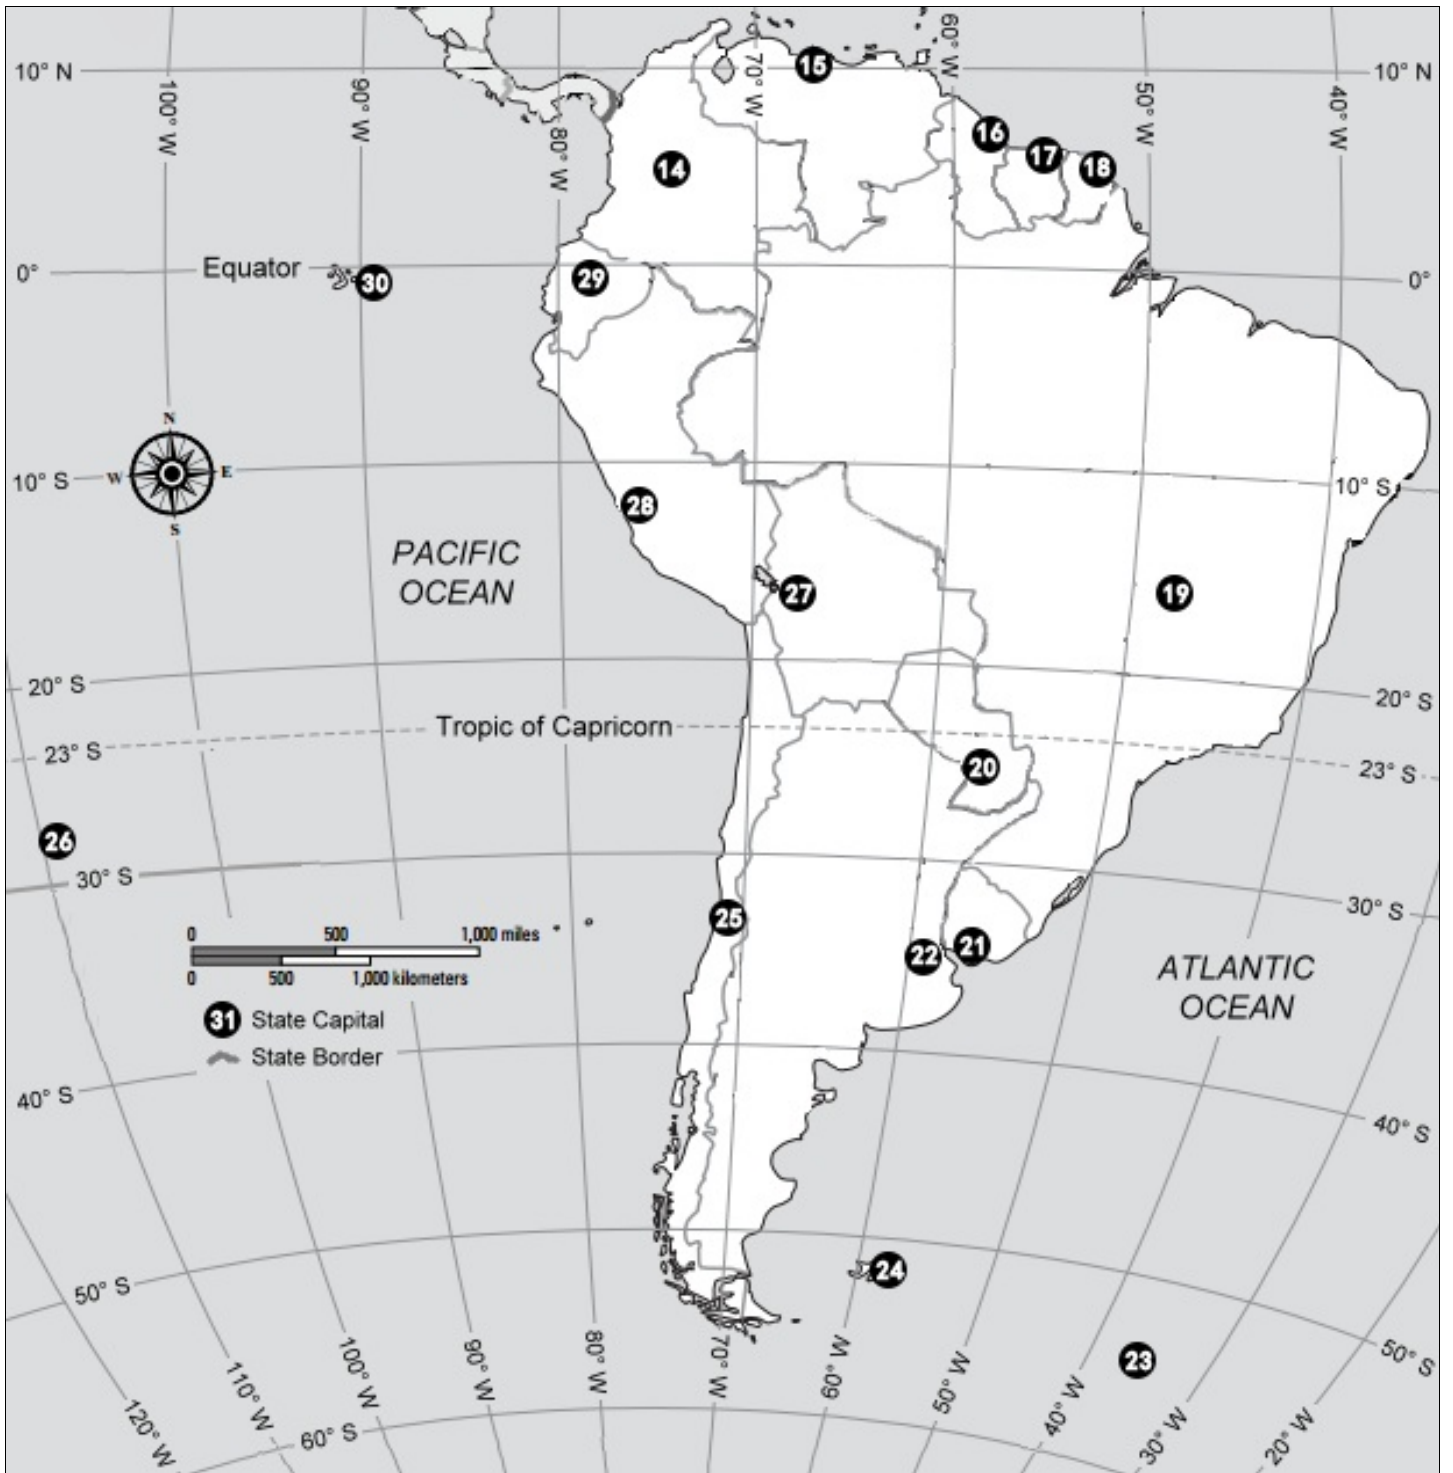 60° W
10° N
70° W
15
10° N
100° W
90° W
80° W
50° W
40° W
16
17
18
14
0°
Equator
30
29
0°
N
W
E
S
10° S
10° S
28
PACIFIC
OCEAN
27
19
20° S
20° S
23° S
Tropic of Capricorn
23° S
20
26
30° S
30° S
25
22
21
0 500 1,000 miles
0 500 1,000 kilometers
ATLANTIC
OCEAN
31 State Capital
State Border
40° S
40° S
50° S
24
23
50° S
120° W
110° W
100° W
90° W
80° W
70° W
60° W
50° W
40° W
30° W
20° W
60° S